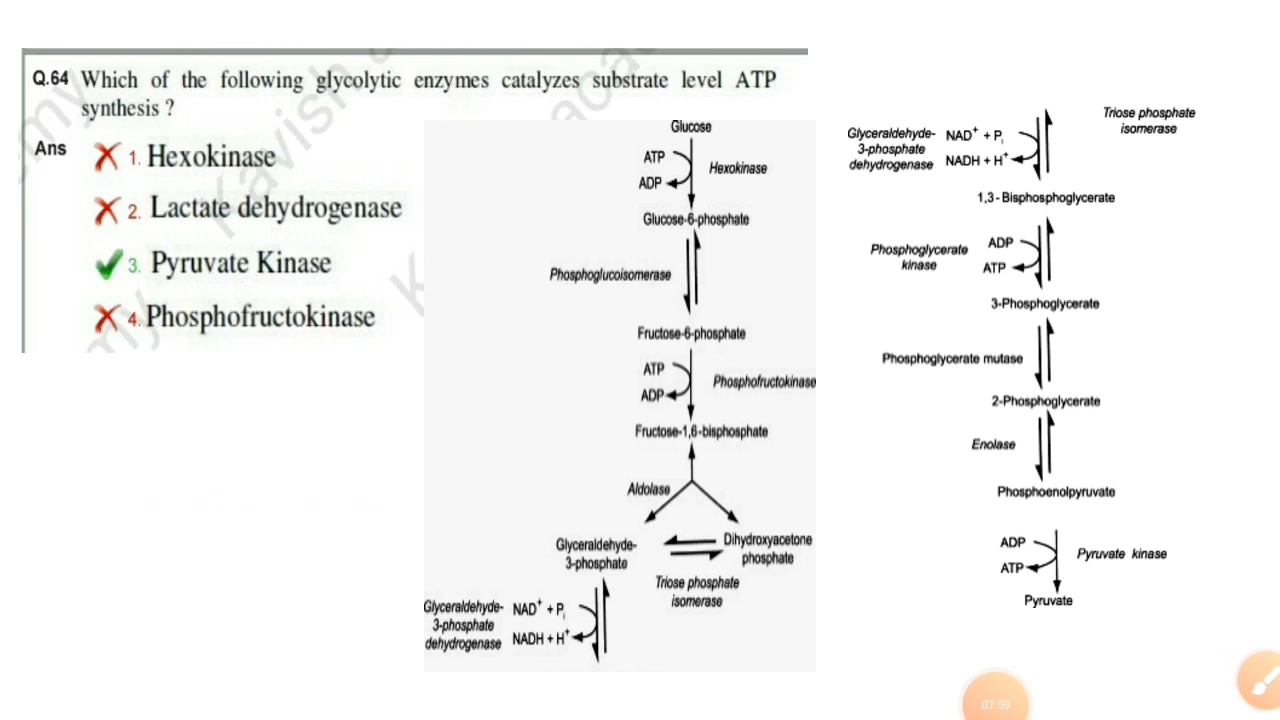 Q.64 Which of the following glycolytic enzymes catalyzes substrate level ATP
synthesis ?
Ans
1. Hexokinase
2. Lactate dehydrogenase
3. Pyruvate Kinase
4. Phosphofructokinase
Kavish
Glucose
ATP
ADP
Hexokinase
Glucose-6-phosphate
Phosphoglucoisomerase
Fructose-6-phosphate
ATP
ADP
Phosphofructokinase
Fructose-1,6-bisphosphate
Aldolase
Glyceraldehyde-
3-phosphate
Dihydroxyacetone
phosphate
Triose phosphate
isomerase
Glyceraldehyde-
3-phosphate
dehydrogenase
NAD⁺ + Pᵢ
NADH + H⁺
Triose phosphate
isomerase
Glyceraldehyde-
3-phosphate
dehydrogenase
NAD⁺ + Pᵢ
NADH + H⁺
1,3-Bisphosphoglycerate
Phosphoglycerate
kinase
ADP
ATP
3-Phosphoglycerate
Phosphoglycerate mutase
2-Phosphoglycerate
Enolase
Phosphoenolpyruvate
ADP
ATP
Pyruvate kinase
Pyruvate
07:59